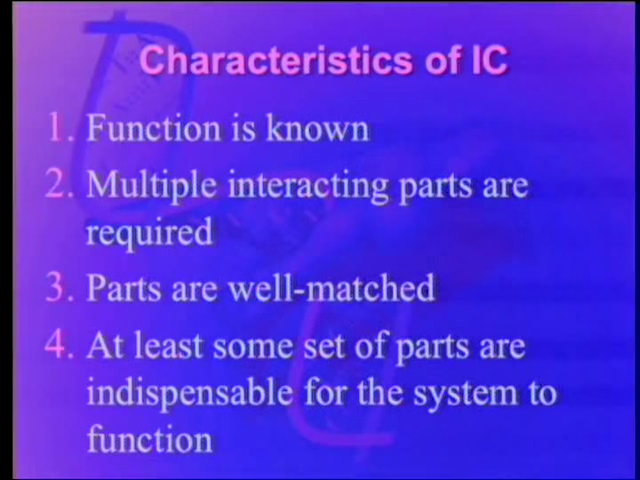 Characteristics of IC
1. Function is known
2. Multiple interacting parts are
required
3. Parts are well-matched
4. At least some set of parts are
indispensable for the system to
function